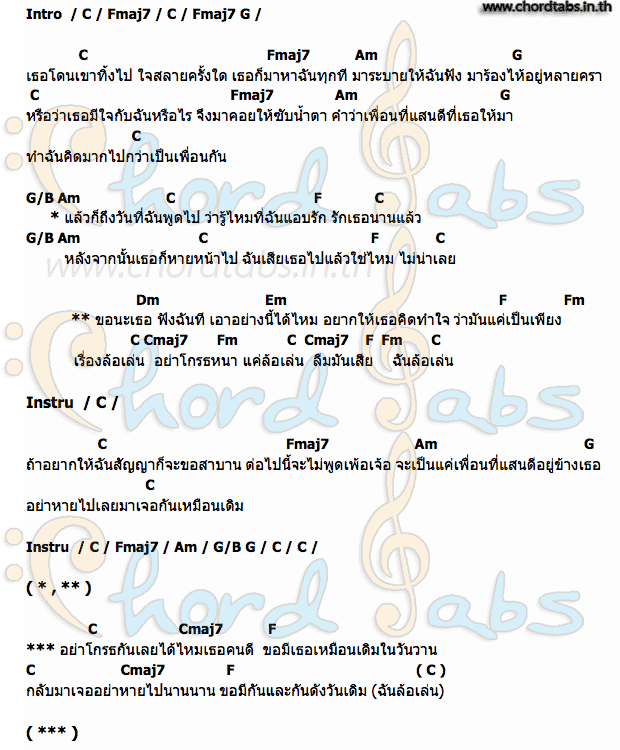 www.chordtabs.in.th
Intro / C / Fmaj7 / C / Fmaj7 G /
C Fmaj7 Am G
เธอโดนเขาทิ้งไป ใจสลายครั้งใด เธอก็มาหาฉันทุกที มาระบายให้ฉันฟัง มาร้องไห้อยู่หลายครา
C Fmaj7 Am G
หรือว่าเธอมีใจกับฉันหรือไร จึงมาคอยให้ซับน้ำตา คำว่าเพื่อนที่แสนดีที่เธอให้มา
C
ทำฉันคิดมากไปกว่าเป็นเพื่อนกัน
G/B Am C F C
* แล้วก็ถึงวันที่ฉันพูดไป ว่ารู้ไหมที่ฉันแอบรัก รักเธอนานแล้ว
G/B Am C F C
หลังจากนั้นเธอก็หายหน้าไป ฉันเสียเธอไปแล้วใช่ไหม ไม่น่าเลย
www.chordtabs.in.th
Dm Em F Fm
** ขอนะเธอ ฟังฉันที เอาอย่างนี้ได้ไหม อยากให้เธอคิดทำใจ ว่ามันแค่เป็นเพียง
C Cmaj7 Fm C Cmaj7 F Fm C
เรื่องล้อเล่น อย่าโกรธหนา แค่ล้อเล่น ลืมมันเสีย ฉันล้อเล่น
Instru / C /
C Fmaj7 Am G
ถ้าอยากให้ฉันสัญญาก็จะขอสาบาน ต่อไปนี้จะไม่พูดเพ้อเจ้อ จะเป็นแค่เพื่อนที่แสนดีอยู่ข้างเธอ
C
อย่าหายไปเลยมาเจอกันเหมือนเดิม
Instru / C / Fmaj7 / Am / G/B G / C / C /
( * , ** )
C Cmaj7 F
*** อย่าโกรธกันเลยได้ไหมเธอคนดี ขอมีเธอเหมือนเดิมในวันวาน
C Cmaj7 F ( C )
กลับมาเจออย่าหายไปนานนาน ขอมีกันและกันดังวันเดิม (ฉันล้อเล่น)
( *** )